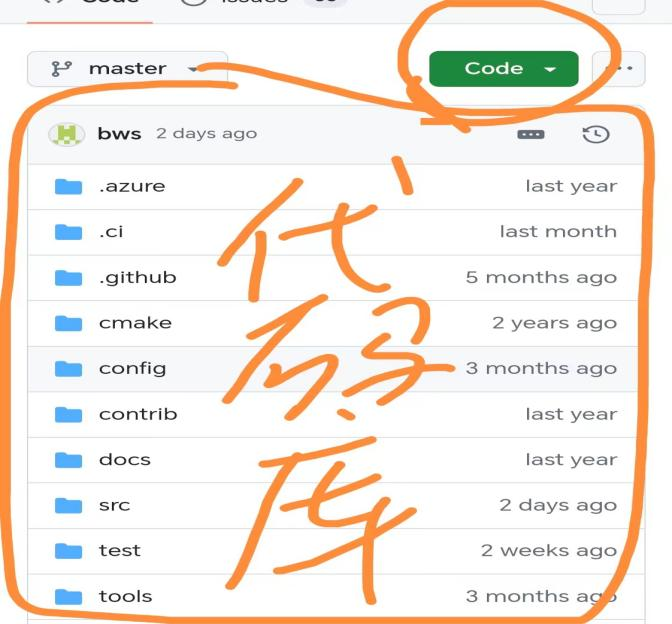 master Code
bws 2 days ago
.azure last year
.ci last month
.github 5 months ago
cmake 2 years ago
config 3 months ago
contrib last year
docs last year
src 2 days ago
test 2 weeks ago
tools 3 months ago
代
码
库